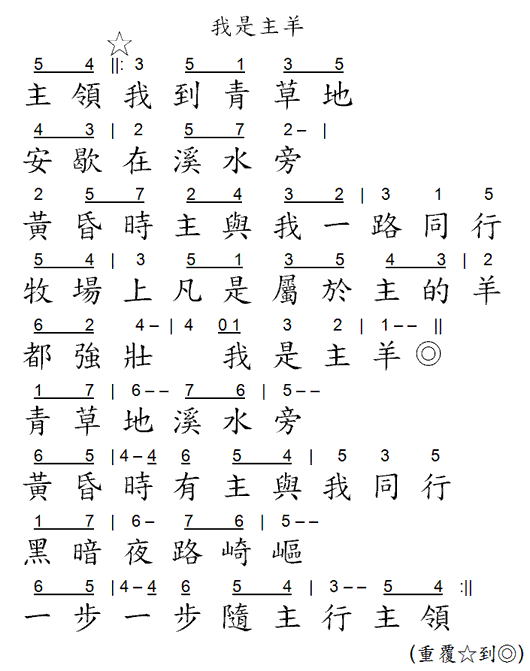 我是主羊
☆
5 4 ||: 3 5 1 3 5
主領我到青草地
4 3 | 2 5 7 2 – |
安歇在溪水旁
2 5 7 2 4 3 2 | 3 1 5
黃昏時主與我一路同行
5 4 | 3 5 1 3 5 4 3 | 2
牧場上凡是屬於主的羊
6 2 4 – | 4 0 1 3 2 | 1 – – ||
都強壯 我是主羊◎
1 7 | 6 – – 7 6 | 5 – –
青草地溪水旁
6 5 | 4 – 4 6 5 4 | 5 3 5
黃昏時有主與我同行
1 7 | 6 – 7 6 | 5 – –
黑暗夜路崎嶇
6 5 | 4 – 4 6 5 4 | 3 – – 5 4 :||
一步一步隨主行主領
(重覆☆到◎)